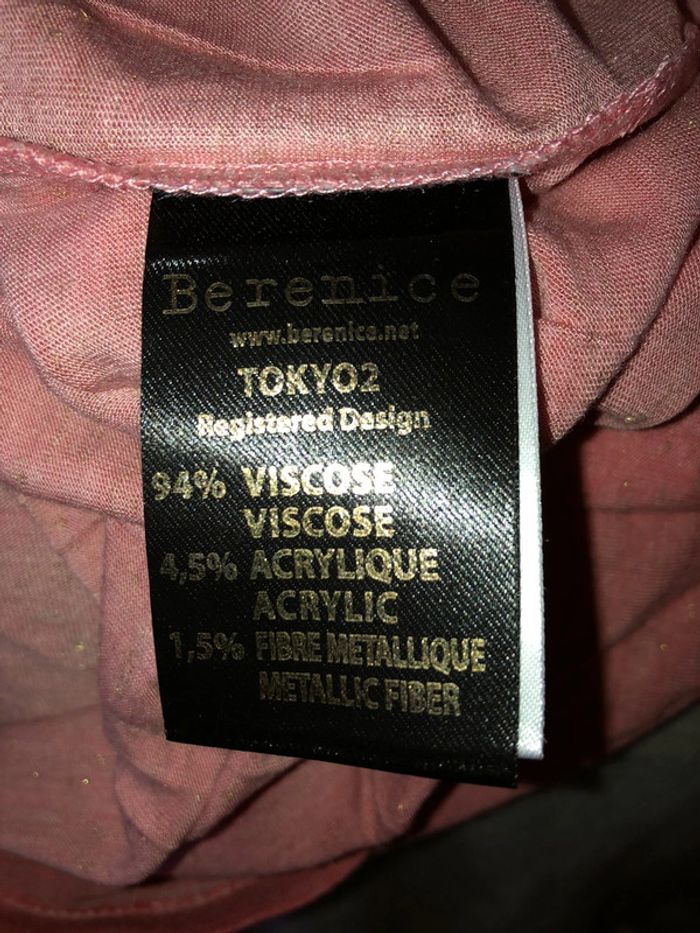 Berenice
www.berenice.net
TOKYO2
Registered Design
94% VISCOSE
VISCOSE
4,5% ACRYLIQUE
ACRYLIC
1,5% FIBRE METALLIQUE
METALLIC FIBER